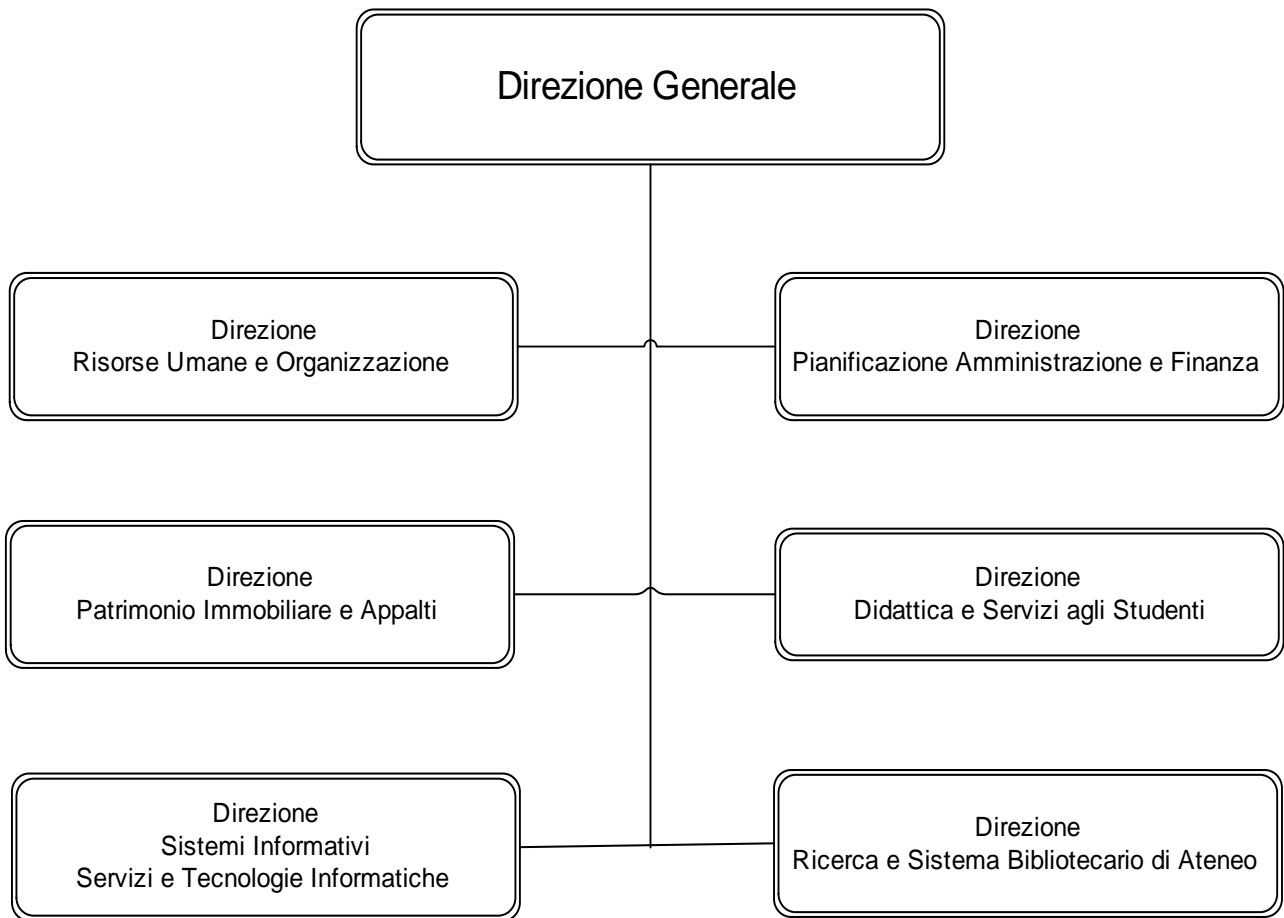 Direzione Generale
Direzione
Risorse Umane e Organizzazione
Direzione
Pianificazione Amministrazione e Finanza
Direzione
Patrimonio Immobiliare e Appalti
Direzione
Didattica e Servizi agli Studenti
Direzione
Sistemi Informativi
Servizi e Tecnologie Informatiche
Direzione
Ricerca e Sistema Bibliotecario di Ateneo